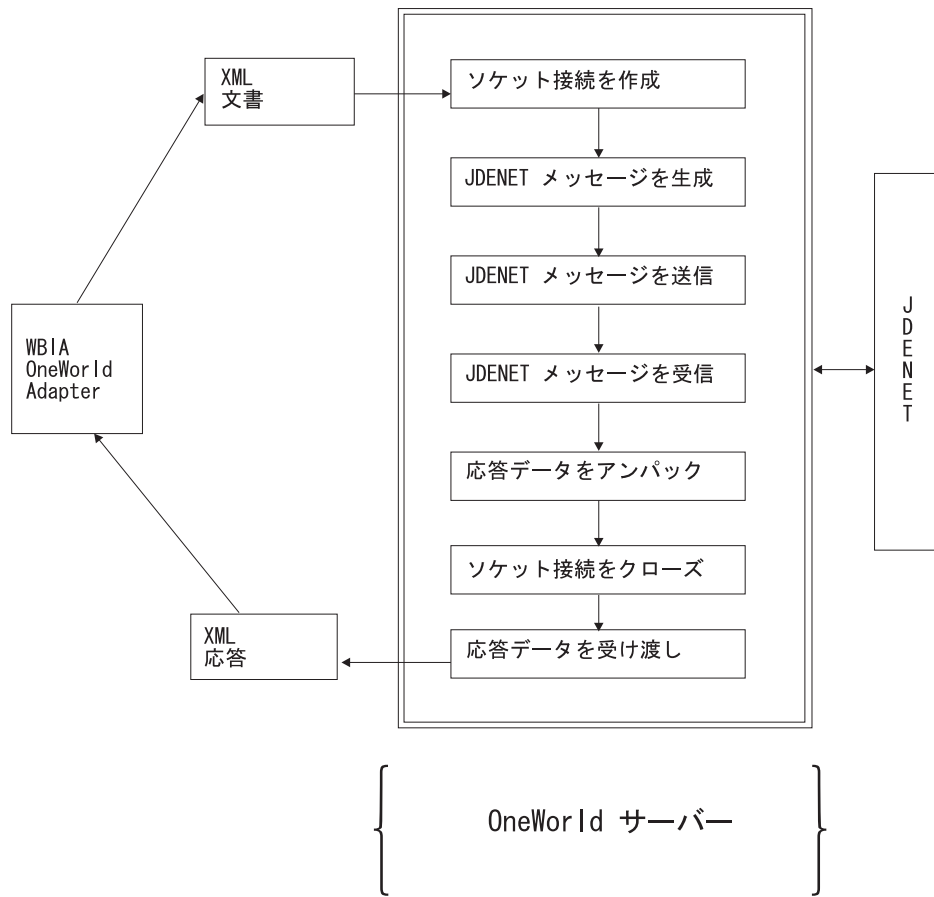 XML
文書
ソケット接続を作成
JDENET メッセージを生成
JDENET メッセージを送信
JDENET メッセージを受信
応答データをアンパック
ソケット接続をクローズ
応答データを受け渡し
WBIA
OneWorld
Adapter
XML
応答
J
D
E
N
E
T
OneWorld サーバー